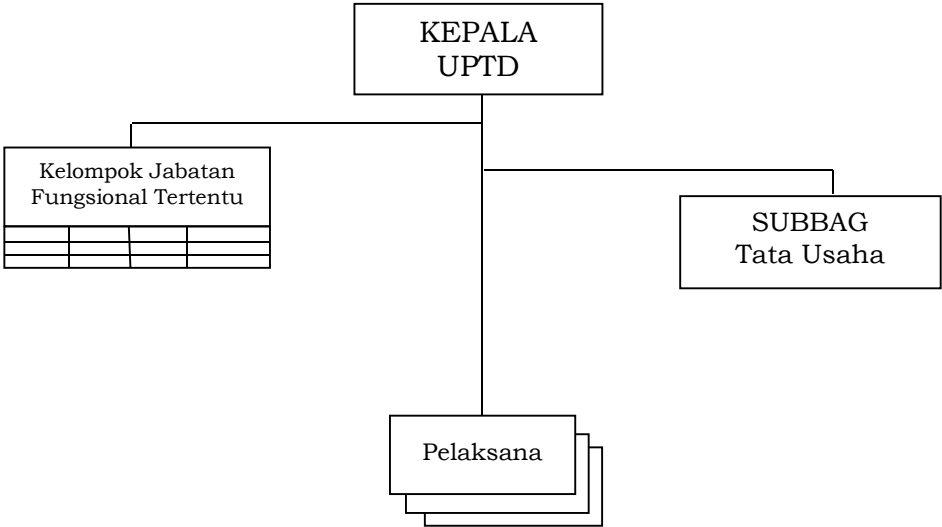 KEPALA
UPTD
Kelompok Jabatan
Fungsional Tertentu
SUBBAG
Tata Usaha
Pelaksana